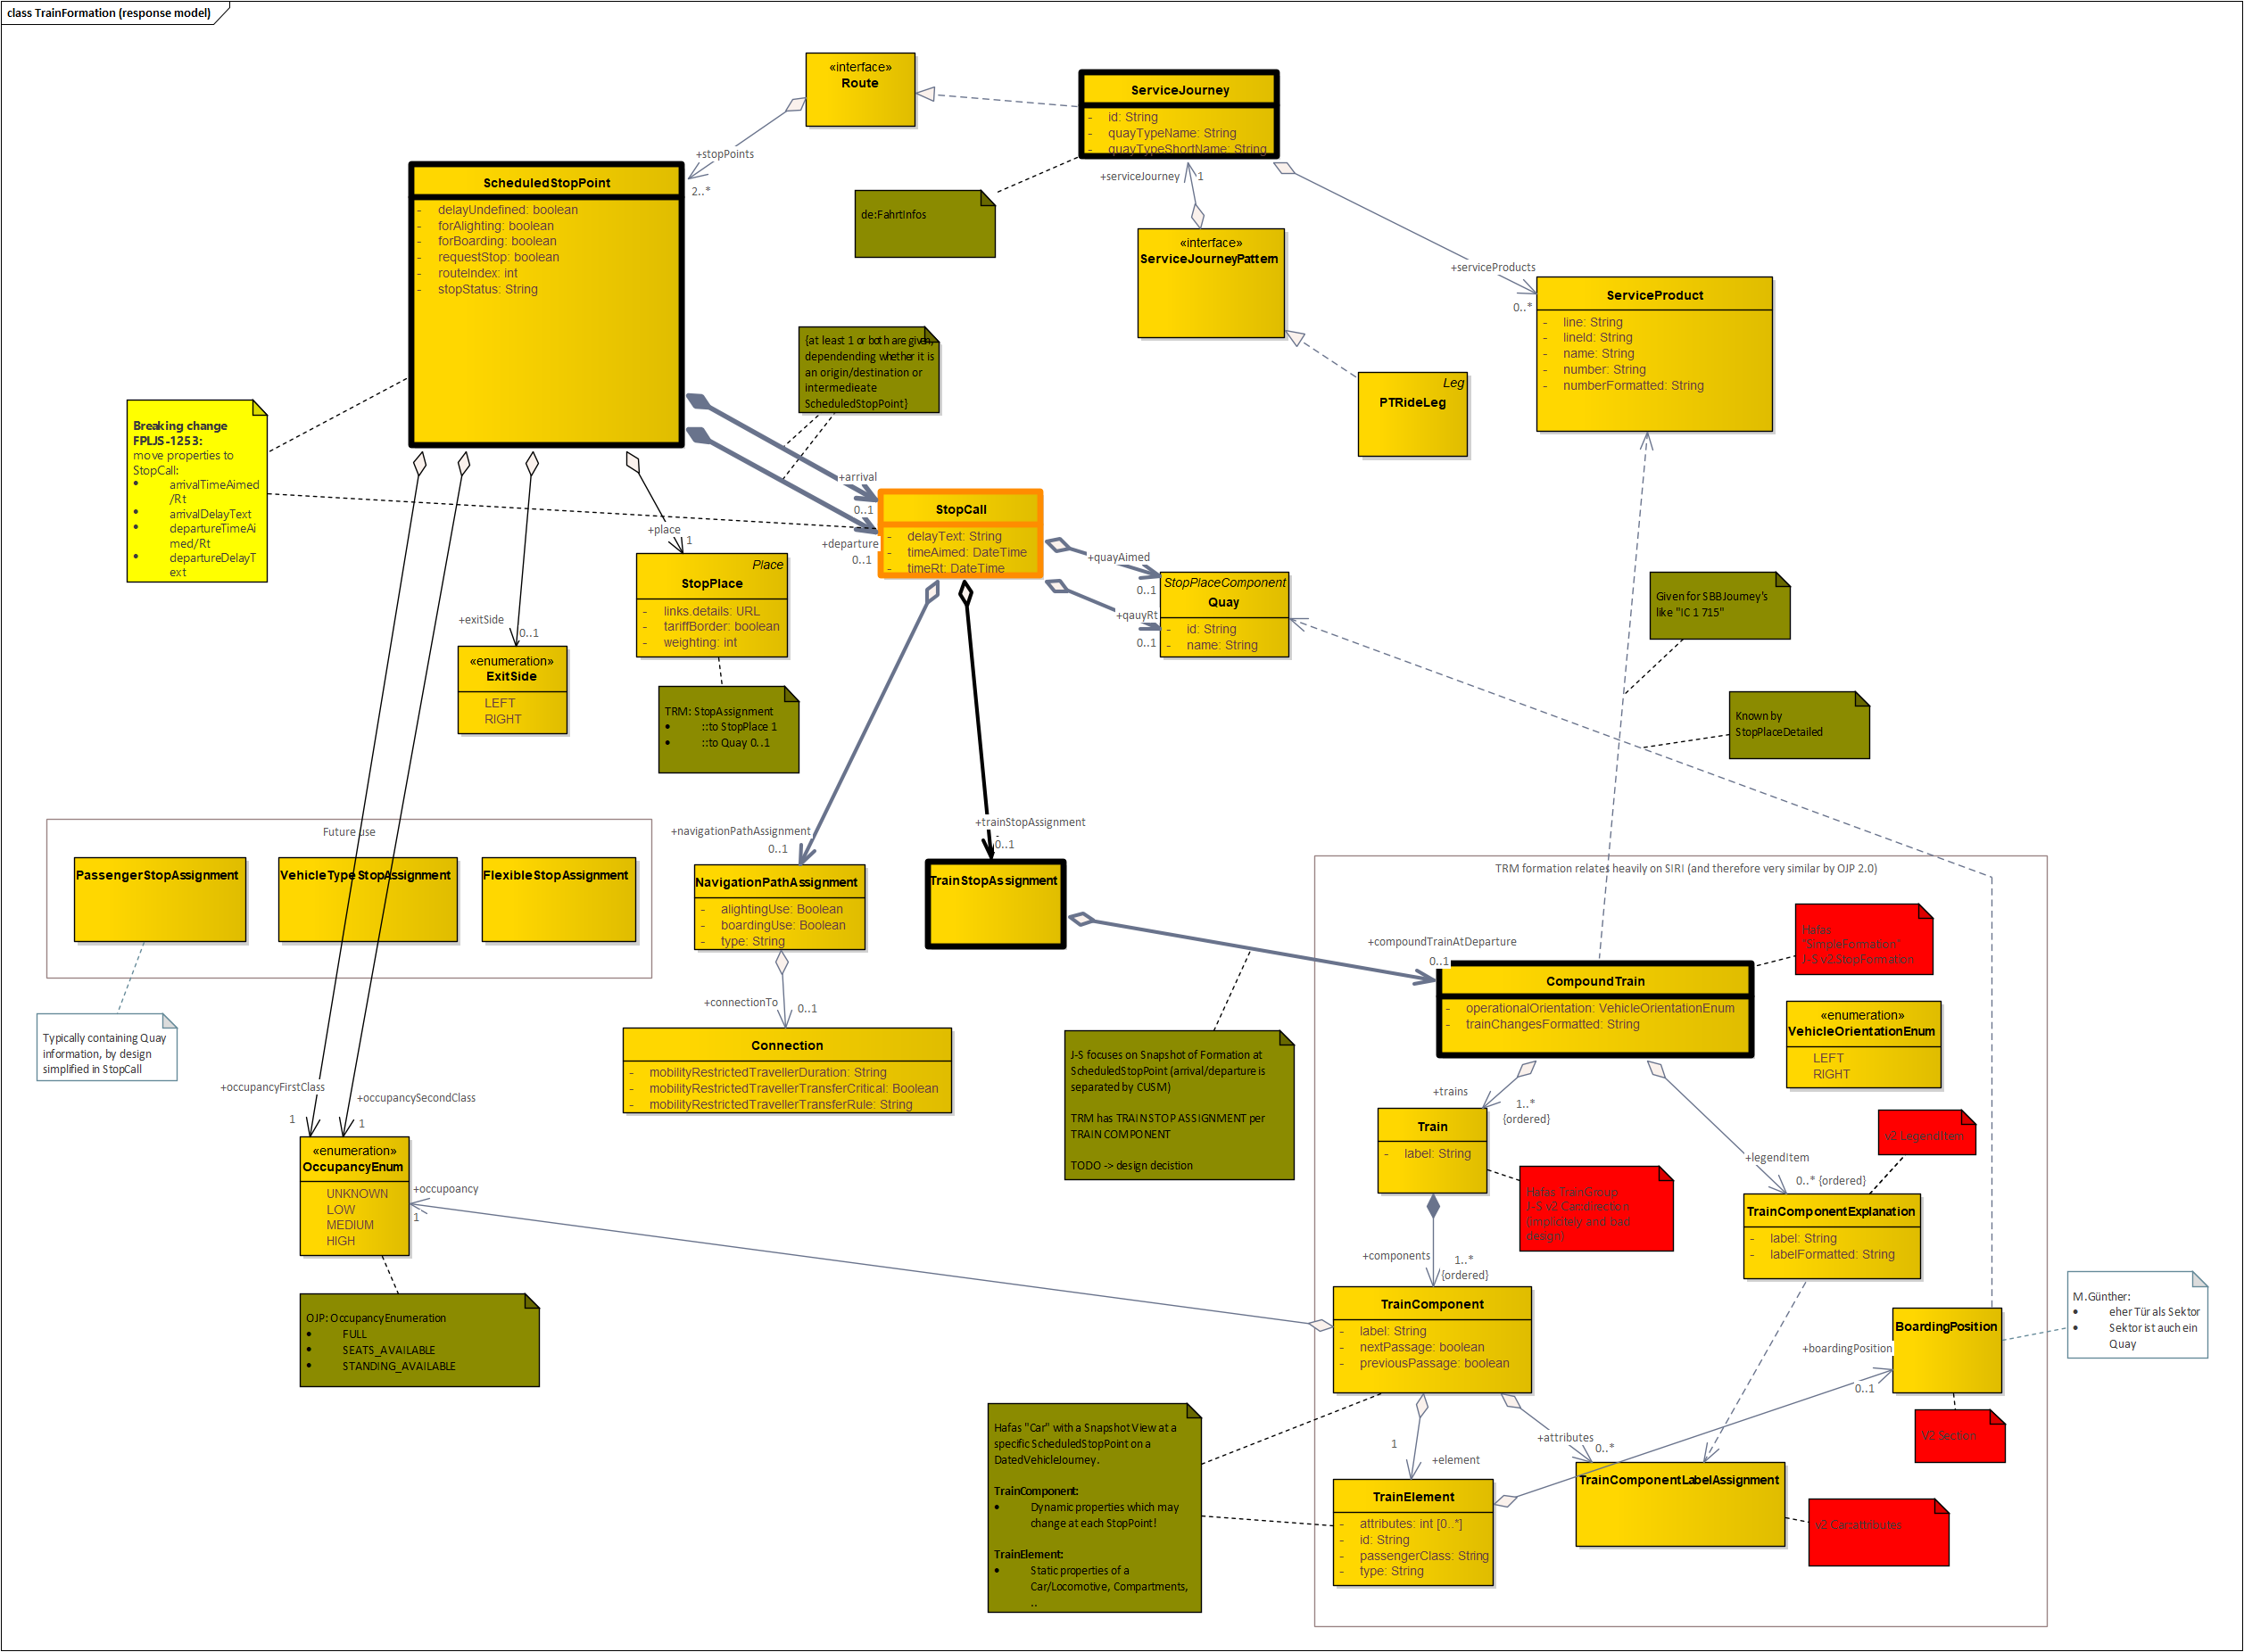 class TrainFormation (response model)
«interface»
Route
+stopPoints
2..*
ServiceJourney
- id: String
- quayTypeName: String
- quayTypeShortName: String
de:FahrtInfos
+serviceJourney
1
«interface»
ServiceJourneyPattern
+serviceProducts
0..*
ServiceProduct
- line: String
- lineId: String
- name: String
- number: String
- numberFormatted: String
Leg
PTRideLeg
ScheduledStopPoint
- delayUndefined: boolean
- forAlighting: boolean
- forBoarding: boolean
- requestStop: boolean
- routeIndex: int
- stopStatus: String
{at least 1 or both are given,
dependending whether it is
an origin/destination or
intermedieate
ScheduledStopPoint}
Breaking change
FPLJS-1253:
move properties to
StopCall:
• arrivalTimeAimed
/Rt
• arrivalDelayText
• departureTimeAi
med/Rt
• departureDelayT
ext
+arrival
0..1
+departure
0..1
StopCall
- delayText: String
- timeAimed: DateTime
- timeRt: DateTime
+quayAimed
0..1
+qauyRt
0..1
StopPlaceComponent
Quay
- id: String
- name: String
+place
1
Place
StopPlace
- links.details: URL
- tariffBorder: boolean
- weighting: int
TRM: StopAssignment
• ::to StopPlace 1
• ::to Quay 0..1
+exitSide
0..1
«enumeration»
ExitSide
LEFT
RIGHT
Given for SBBJourney's
like "IC 1 715"
Known by
StopPlaceDetailed
Future use
PassengerStopAssignment
VehicleTypeStopAssignment
FlexibleStopAssignment
Typically containing Quay
information, by design
simplified in StopCall
+navigationPathAssignment
0..1
NavigationPathAssignment
- alightingUse: Boolean
- boardingUse: Boolean
- type: String
+trainStopAssignment
-
0..1
TrainStopAssignment
+connectionTo
0..1
Connection
- mobilityRestrictedTravellerDuration: String
- mobilityRestrictedTravellerTransferCritical: Boolean
- mobilityRestrictedTravellerTransferRule: String
+occupancyFirstClass
1
+occupancySecondClass
1
«enumeration»
OccupancyEnum
UNKNOWN
LOW
MEDIUM
HIGH
+occupoancy
1
OJP: OccupancyEnumeration
• FULL
• SEATS_AVAILABLE
• STANDING_AVAILABLE
J-S focuses on Snapshot of Formation at
ScheduledStopPoint (arrival/departure is
separated by CUSM)
TRM has TRAIN STOP ASSIGNMENT per
TRAIN COMPONENT
TODO -> design decistion
TRM formation relates heavily on SIRI (and therefore very similar by OJP 2.0)
+compoundTrainAtDeparture
0..1
CompoundTrain
- operationalOrientation: VehicleOrientationEnum
- trainChangesFormatted: String
Hafas
"SimpleFormation"
J-S v2:StopFormation
«enumeration»
VehicleOrientationEnum
LEFT
RIGHT
+trains
1..*
{ordered}
Train
- label: String
Hafas TrainGroup
J-S v2 Car:direction
(implicitely and bad
design)
v2 LegendItem
+legendItem
0..* {ordered}
TrainComponentExplanation
- label: String
- labelFormatted: String
+components
1..*
{ordered}
TrainComponent
- label: String
- nextPassage: boolean
- previousPassage: boolean
BoardingPosition
+boardingPosition
0..1
M.Günther:
• eher Tür als Sektor
• Sektor ist auch ein
Quay
V2 Section
Hafas "Car" with a Snapshot View at a
specific ScheduledStopPoint on a
DatedVehicleJourney.
TrainComponent:
• Dynamic properties which may
change at each StopPoint!
TrainElement:
• Static properties of a
Car/Locomotive, Compartments,
..
1
+element
TrainElement
- attributes: int [0..*]
- id: String
- passengerClass: String
- type: String
+attributes
0..*
TrainComponentLabelAssignment
v2 Car:attributes